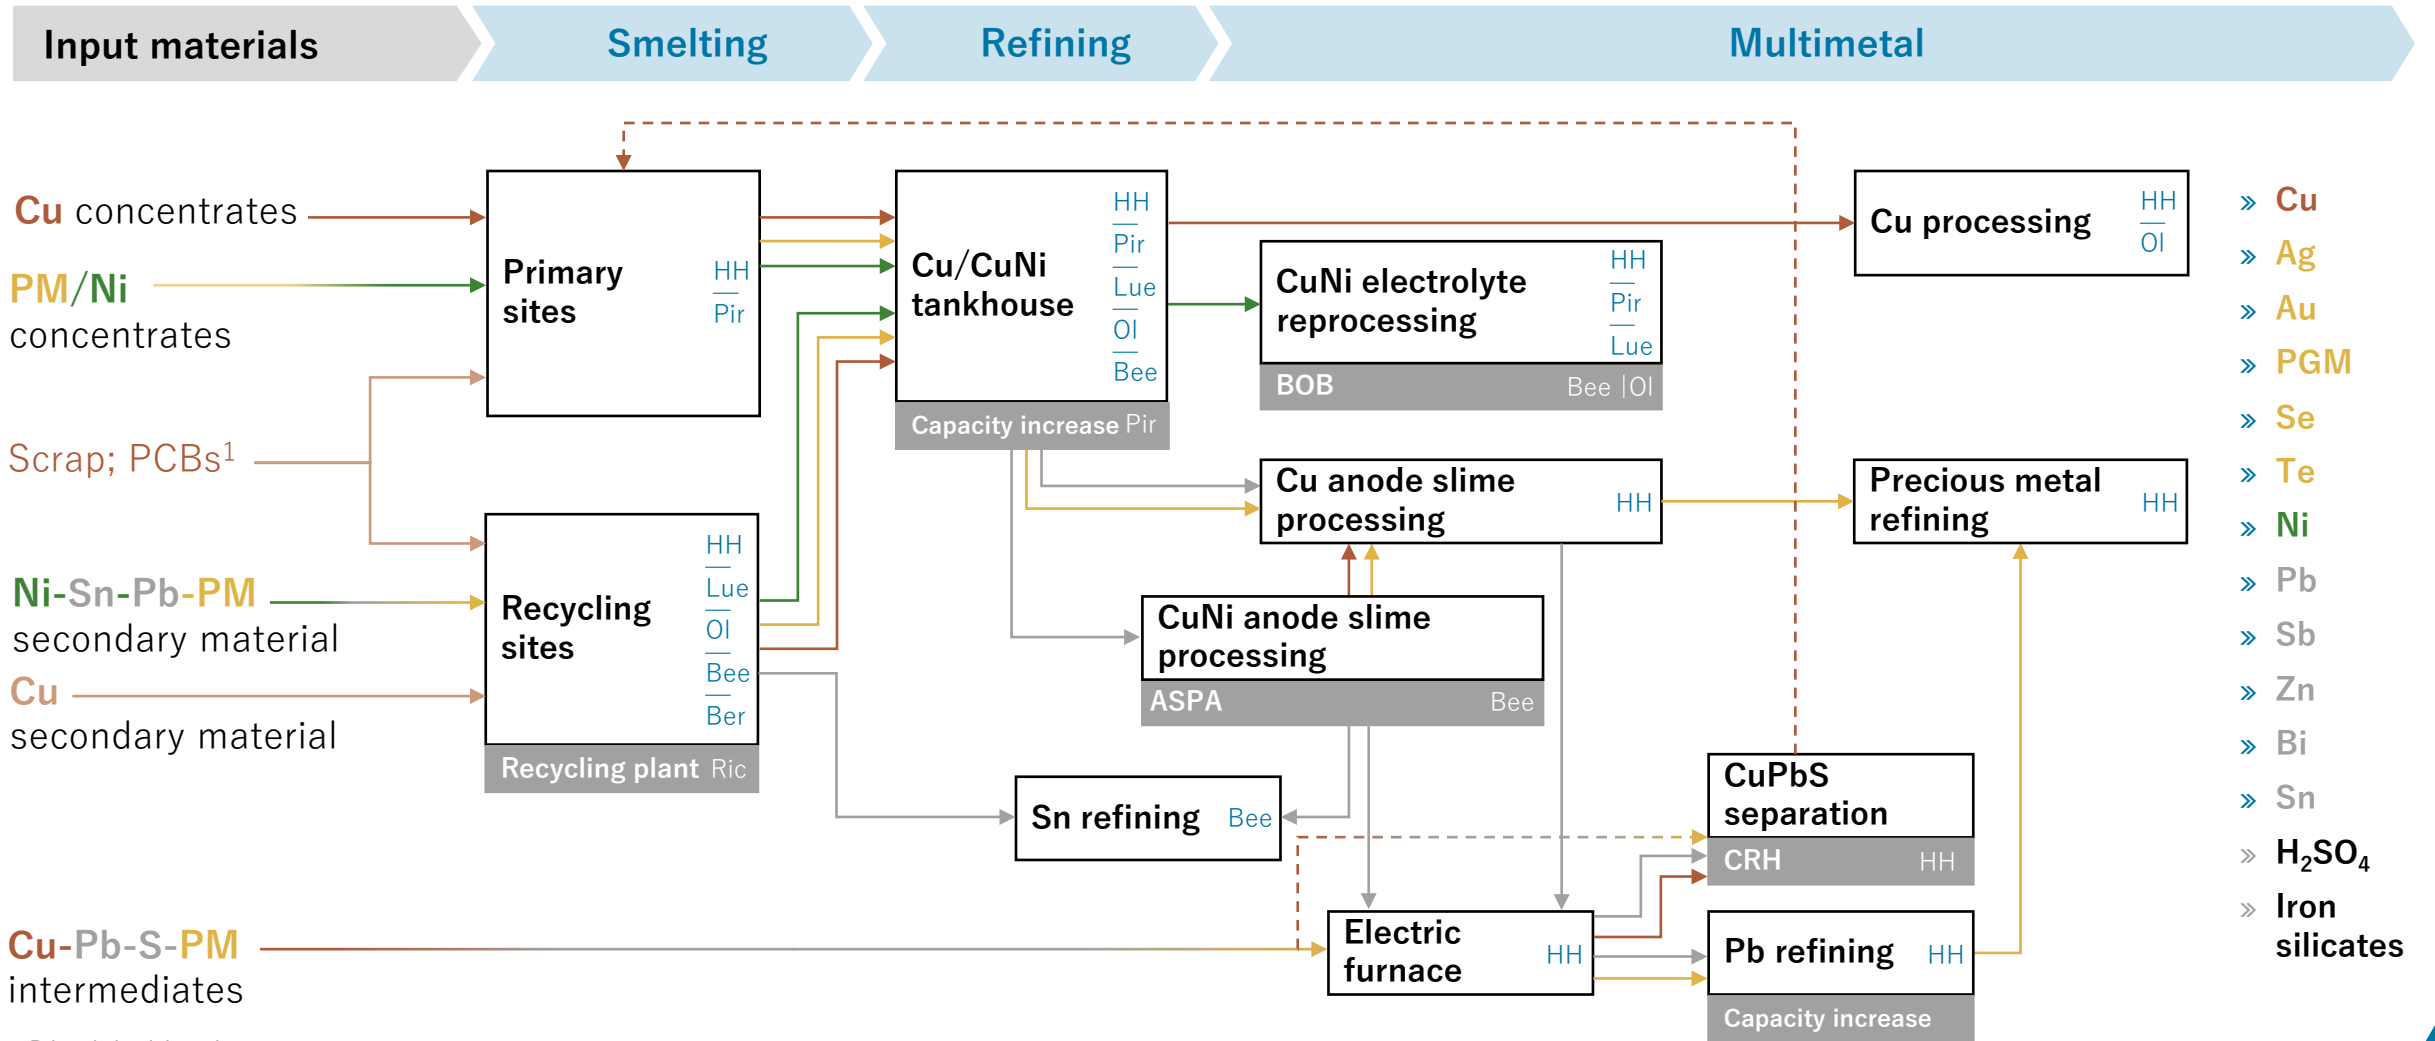 Input materials
Smelting
Refining
Multimetal
Cu concentrates
PM/Ni
concentrates
Scrap; PCBs¹
Ni-Sn-Pb-PM
secondary material
Cu
secondary material
Cu-Pb-S-PM
intermediates
Primary
sites
HH
Pir
Recycling
sites
HH
Lue
Ol
Bee
Ber
Recycling plant Ric
Cu/CuNi
tankhouse
HH
Pir
Lue
Ol
Bee
Capacity increase Pir
CuNi electrolyte
reprocessing
HH
Pir
Lue
BOB Bee |Ol
Cu anode slime
processing
HH
CuNi anode slime
processing
ASPA Bee
Sn refining Bee
Electric
furnace
HH
CuPbS
separation
CRH HH
Pb refining HH
Capacity increase
Cu processing
HH
Ol
Precious metal
refining
HH
» Cu
» Ag
» Au
» PGM
» Se
» Te
» Ni
» Pb
» Sb
» Zn
» Bi
» Sn
» H₂SO₄
» Iron
silicates